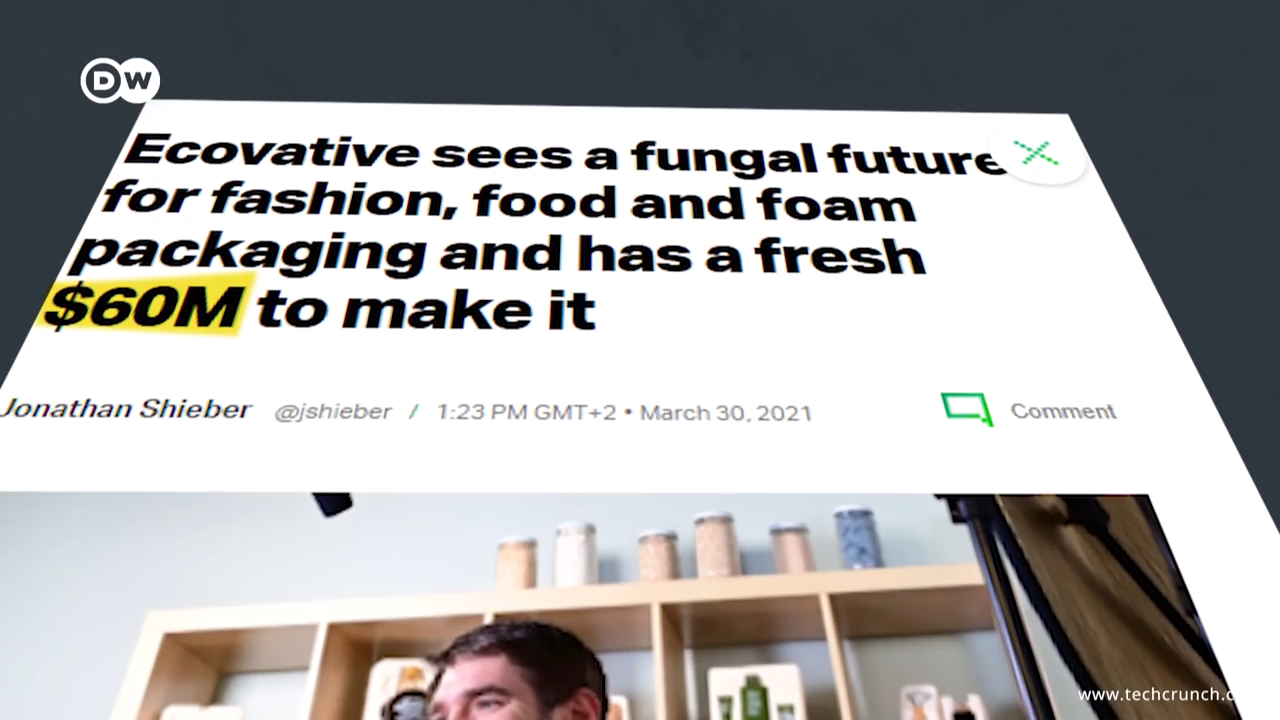 DW
Ecovative sees a fungal future
for fashion, food and foam
packaging and has a fresh
$60M to make it
Jonathan Shieber @jshieber / 1:23 PM GMT+2 • March 30, 2021
Comment
www.techcrunch.c